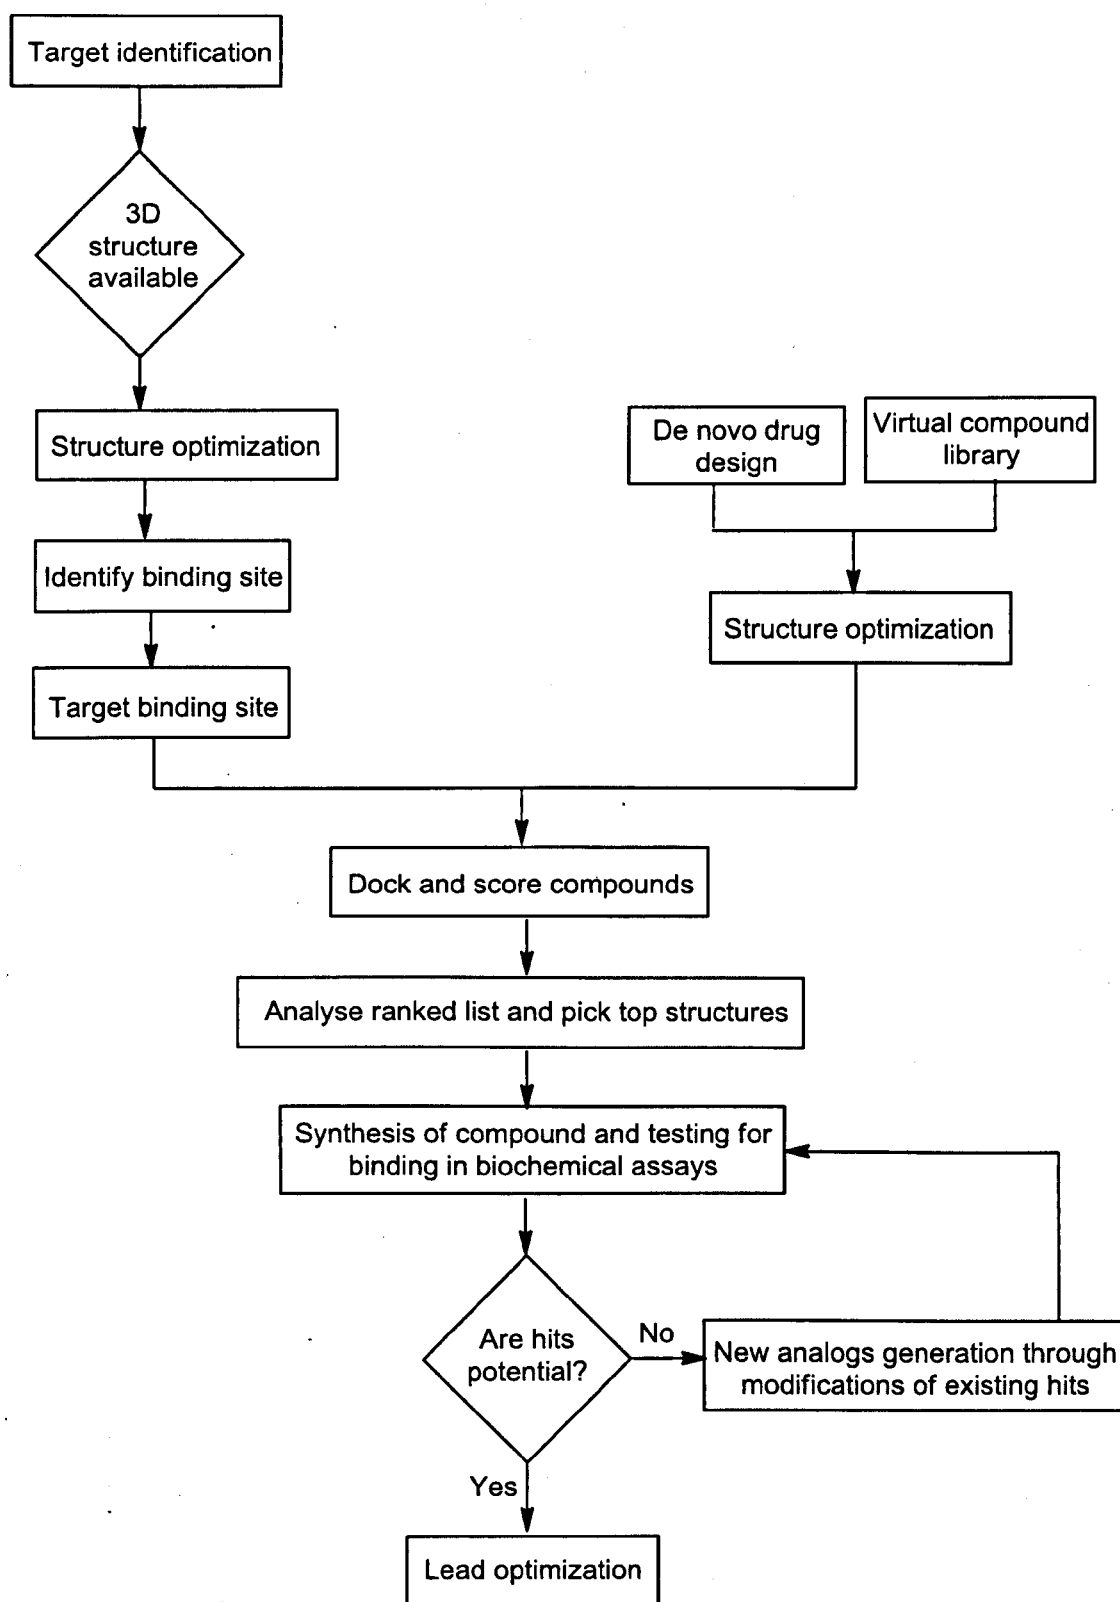 Target identification
3D
structure
available
Structure optimization
De novo drug
design
Virtual compound
library
Identify binding site
Structure optimization
Target binding site
Dock and score compounds
Analyse ranked list and pick top structures
Synthesis of compound and testing for
binding in biochemical assays
Are hits
potential?
No
New analogs generation through
modifications of existing hits
Yes
Lead optimization